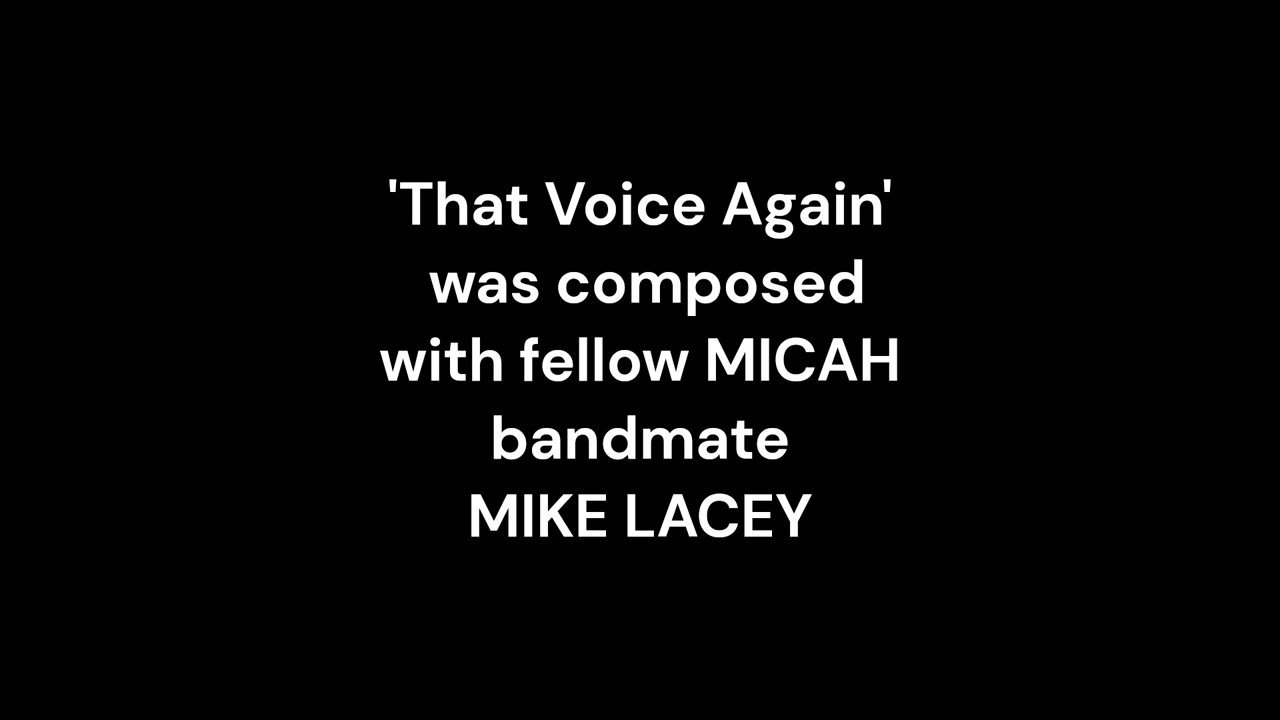 'That Voice Again'
was composed
with fellow MICAH
bandmate
MIKE LACEY